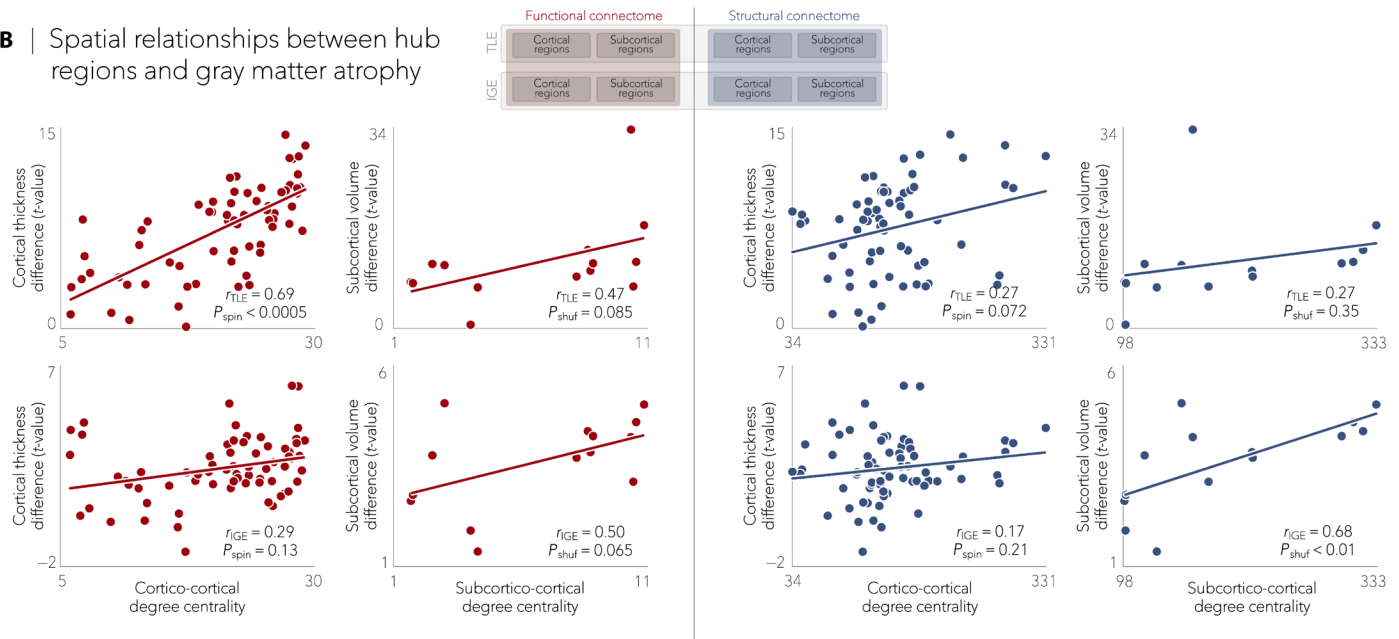 B | Spatial relationships between hub
regions and gray matter atrophy
Functional connectome
Structural connectome
TLE
Cortical
regions
Subcortical
regions
Cortical
regions
Subcortical
regions
IGE
Cortical
regions
Subcortical
regions
Cortical
regions
Subcortical
regions
Cortical thickness
difference (t-value)
15
0
5
30
rTLE = 0.69
Pspin < 0.0005
Subcortical volume
difference (t-value)
34
0
1
11
rTLE = 0.47
Pshuf = 0.085
Cortical thickness
difference (t-value)
15
0
34
331
rTLE = 0.27
Pspin = 0.072
Subcortical volume
difference (t-value)
34
0
98
333
rTLE = 0.27
Pshuf = 0.35
Cortical thickness
difference (t-value)
7
−2
5
30
rIGE = 0.29
Pspin = 0.13
Cortico-cortical
degree centrality
Subcortical volume
difference (t-value)
6
1
1
11
rIGE = 0.50
Pshuf = 0.065
Subcortico-cortical
degree centrality
Cortical thickness
difference (t-value)
7
−2
34
331
rIGE = 0.17
Pspin = 0.21
Cortico-cortical
degree centrality
Subcortical volume
difference (t-value)
6
1
98
333
rIGE = 0.68
Pshuf < 0.01
Subcortico-cortical
degree centrality